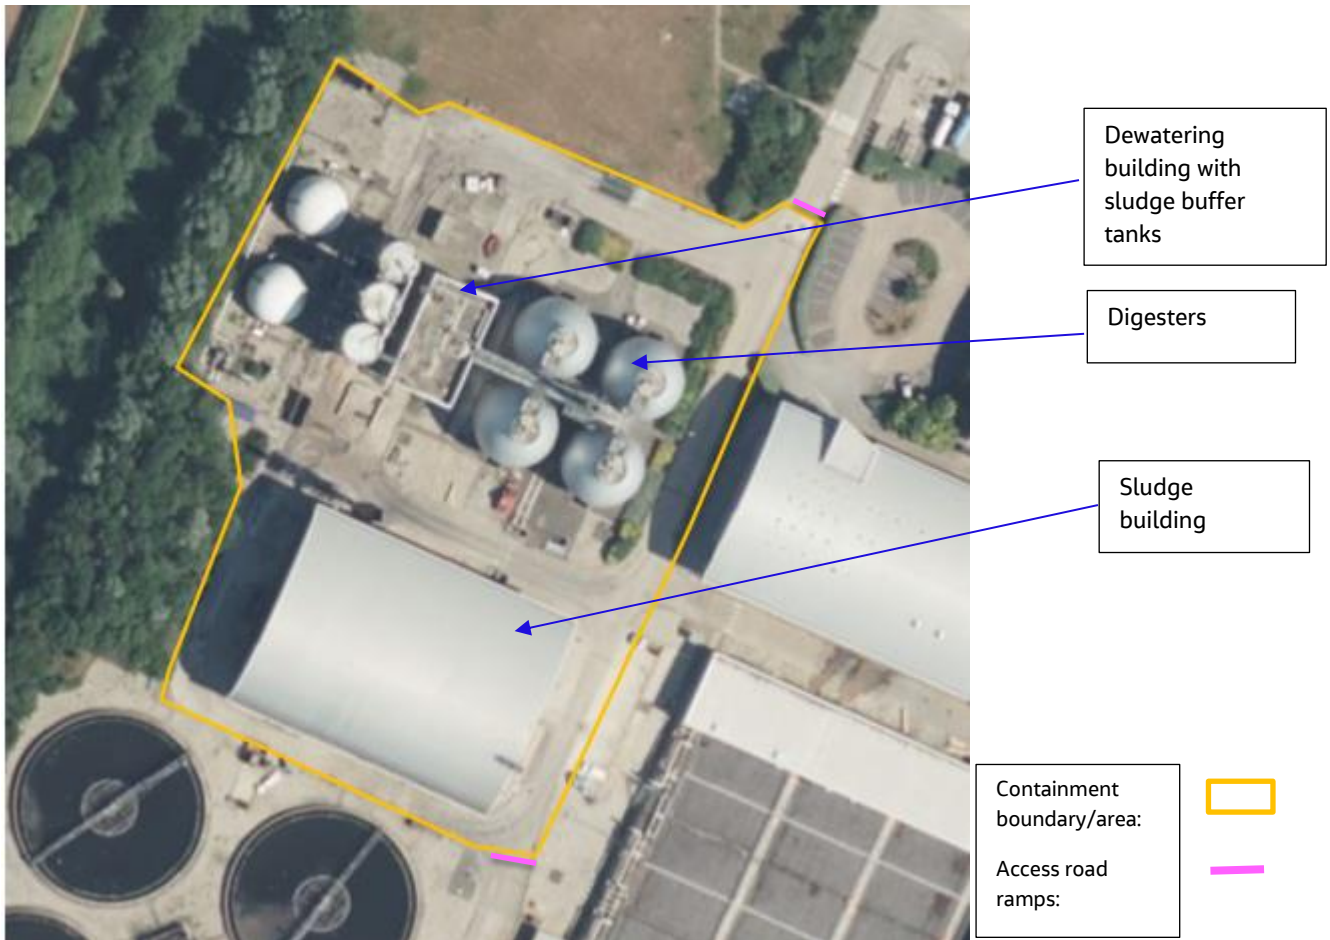 Dewatering
building with
sludge buffer
tanks
Digesters
Sludge
building
Containment
boundary/area:
Access road
ramps: